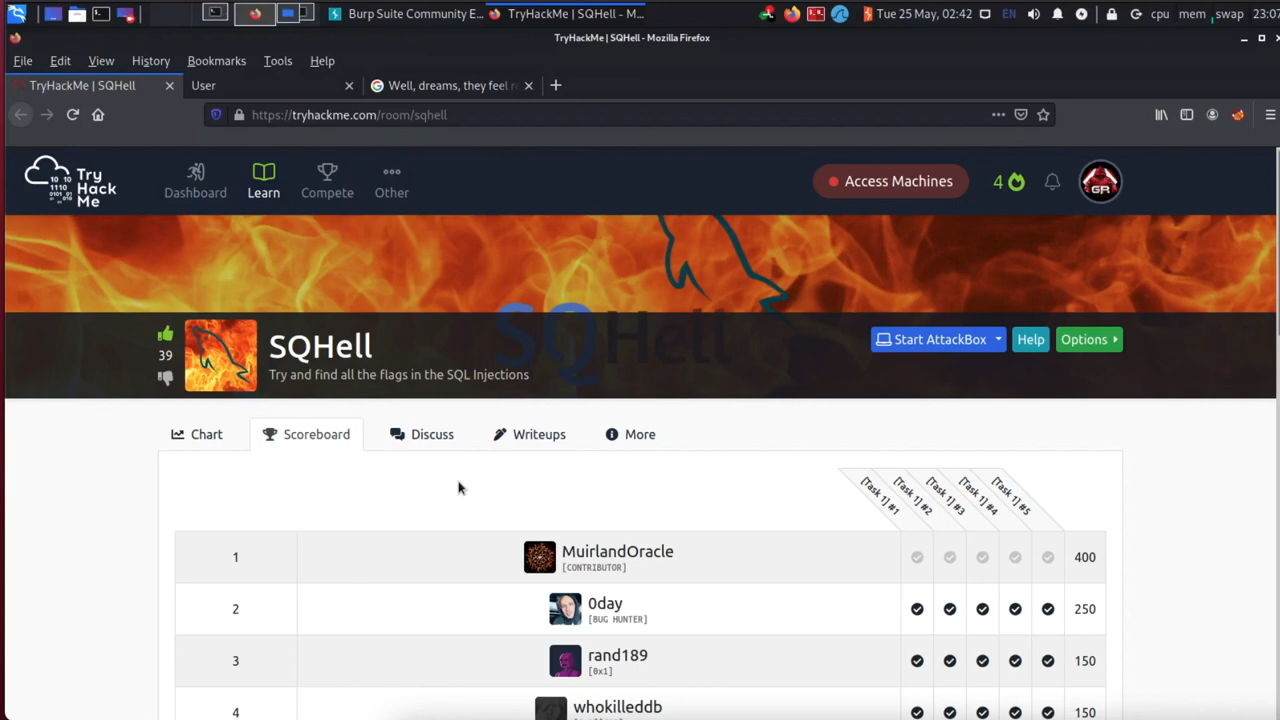 Burp Suite Community E...
TryHackMe | SQHell - M...
Tue 25 May, 02:42
EN
cpu mem swap 23:07
TryHackMe | SQHell - Mozilla Firefox
File Edit View History Bookmarks Tools Help
TryHackMe | SQHell
User
Well, dreams, they feel r
https://tryhackme.com/room/sqhell
Try
Hack
Me
Dashboard
Learn
Compete
Other
Access Machines
4
GR
SQHell
39
SQHell
Try and find all the flags in the SQL Injections
Start AttackBox
Help
Options
Chart
Scoreboard
Discuss
Writeups
More
[Task 1] #1
[Task 1] #2
[Task 1] #3
[Task 1] #4
[Task 1] #5
1 MuirlandOracle 400
[CONTRIBUTOR]
2 0day 250
[BUG HUNTER]
3 rand189 150
[0x1]
4 whokilleddb 150